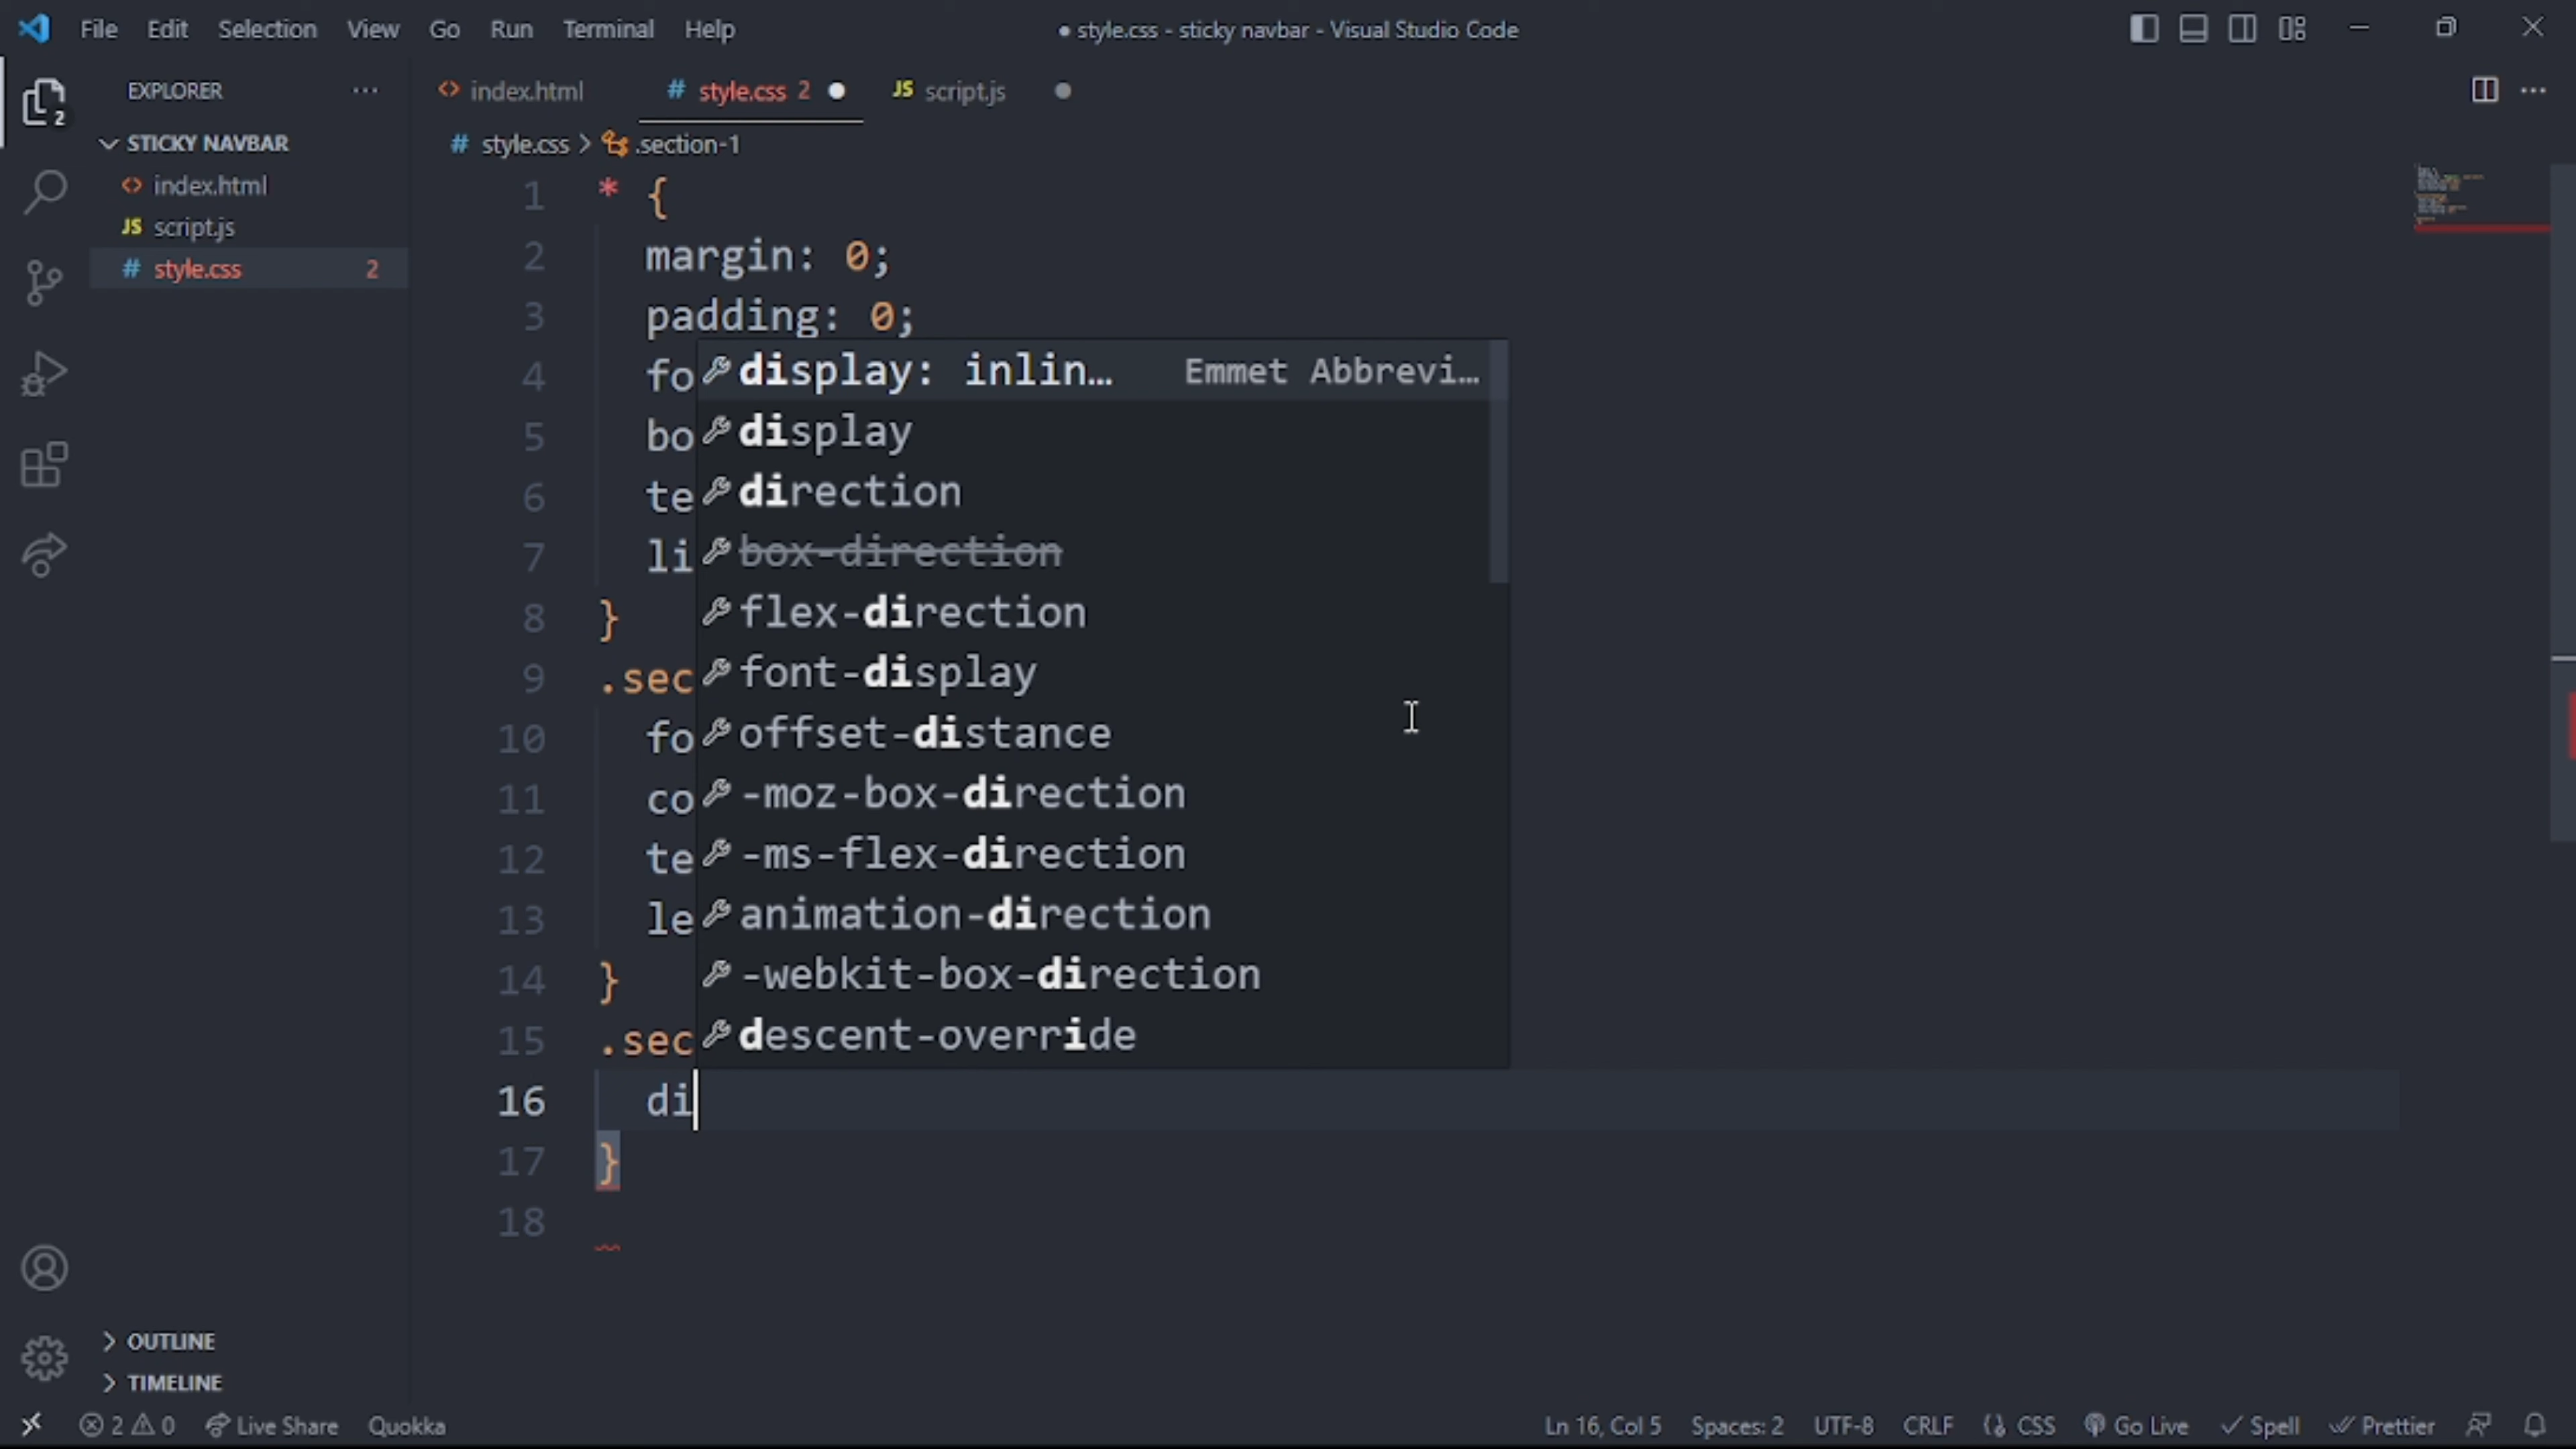 File Edit Selection View Go Run Terminal Help
● style.css - sticky navbar - Visual Studio Code
EXPLORER ...
<> index.html
# style.css 2 ●
JS script.js ●
2
STICKY NAVBAR
# style.css > .section-1
<> index.html
JS script.js
# style.css 2
1 * {
2 margin: 0;
3 padding: 0;
4 fo
5 bo
6 te
7 li
8 }
9 .sec
10 fo
11 co
12 te
13 le
14 }
15 .sec
16 di
17 }
18
display: inlin… Emmet Abbrevi…
display
direction
box-direction
flex-direction
font-display
offset-distance
-moz-box-direction
-ms-flex-direction
animation-direction
-webkit-box-direction
descent-override
OUTLINE
TIMELINE
2 0 Live Share Quokka
Ln 16, Col 5 Spaces: 2 UTF-8 CRLF CSS Go Live Spell Prettier